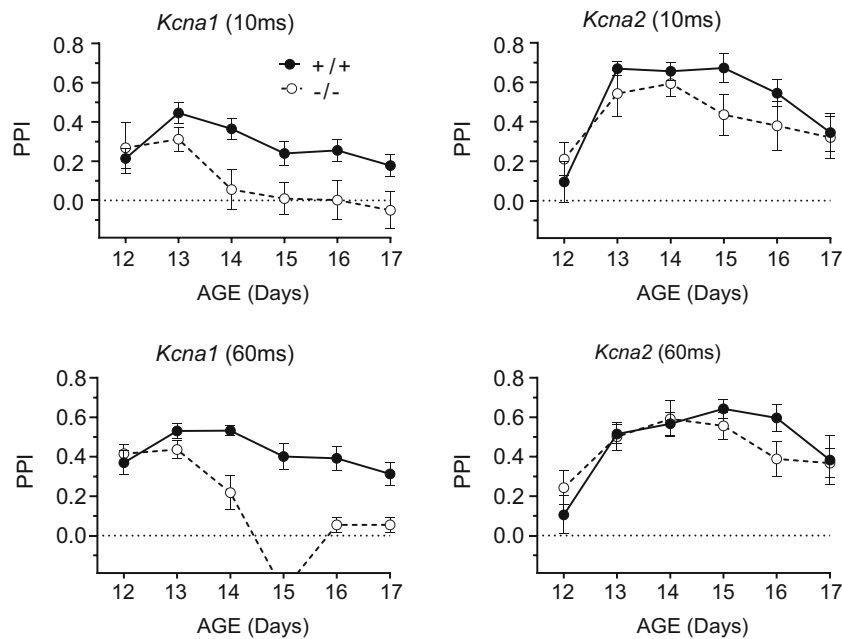 Kcna1 (10ms)
0.8
0.6
0.4
0.2
0.0
PPI
+/+
-/-
12 13 14 15 16 17
AGE (Days)
Kcna2 (10ms)
0.8
0.6
0.4
0.2
0.0
PPI
12 13 14 15 16 17
AGE (Days)
Kcna1 (60ms)
0.8
0.6
0.4
0.2
0.0
PPI
12 13 14 15 16 17
AGE (Days)
Kcna2 (60ms)
0.8
0.6
0.4
0.2
0.0
PPI
12 13 14 15 16 17
AGE (Days)